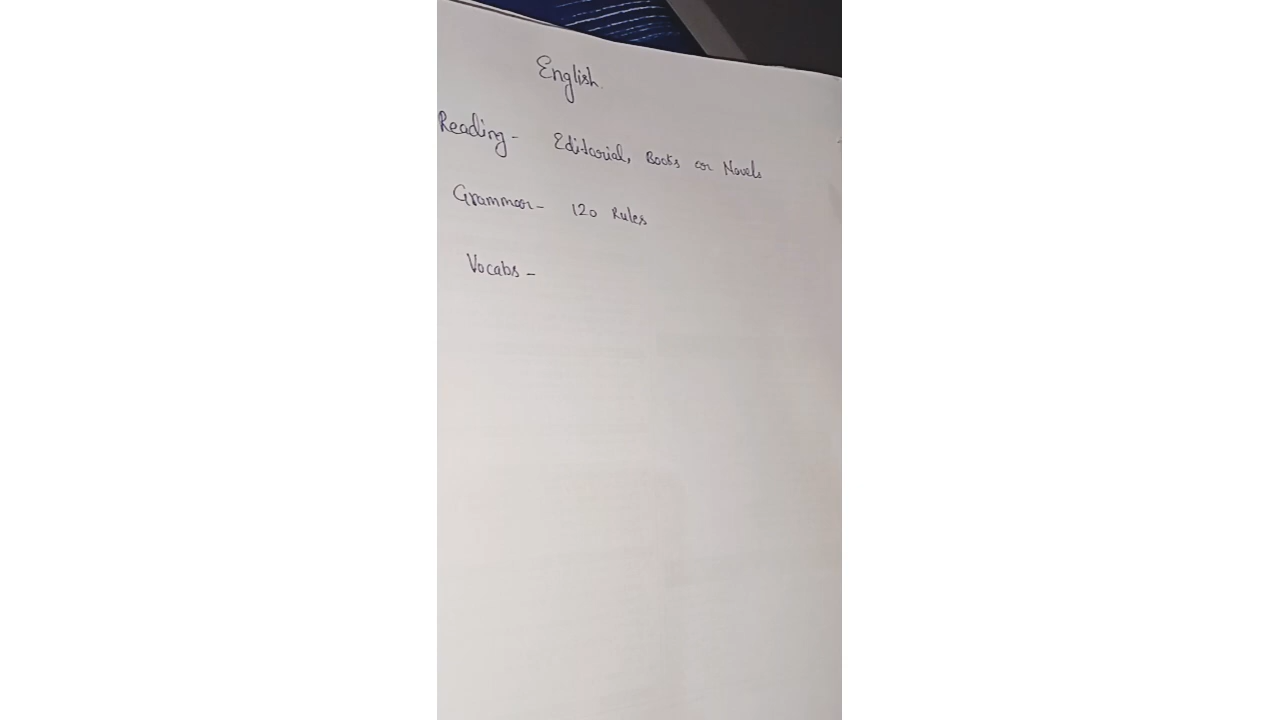 English.
Reading - Editorial, Books or Novels
Grammar - 120 Rules
Vocabs -